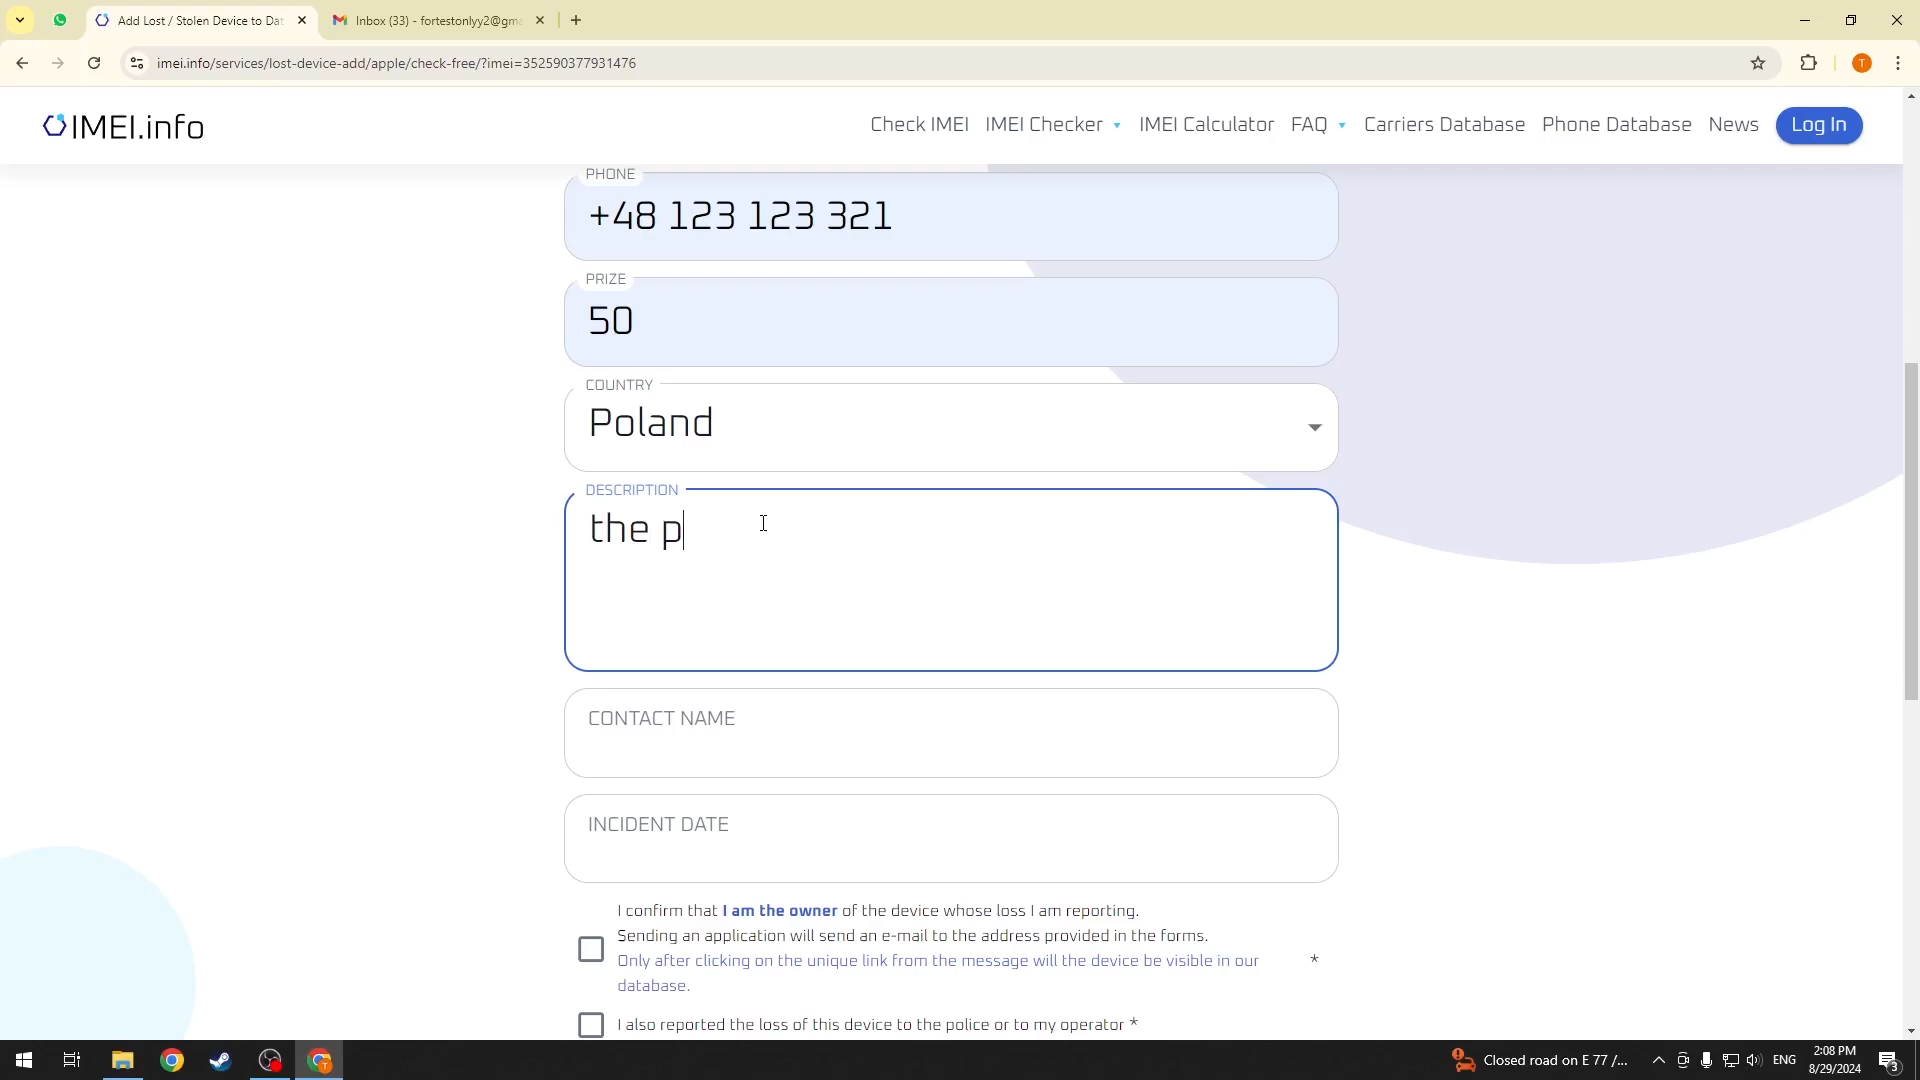 Add Lost / Stolen Device to Dat
Inbox (33) - fortestonlyy2@gma
imei.info/services/lost-device-add/apple/check-free/?imei=352590377931476
T
IMEI.info
Check IMEI
IMEI Checker
IMEI Calculator
FAQ
Carriers Database
Phone Database
News
Log In
PHONE
+48 123 123 321
PRIZE
50
COUNTRY
Poland
DESCRIPTION
the p
CONTACT NAME
INCIDENT DATE
I confirm that I am the owner of the device whose loss I am reporting.
Sending an application will send an e-mail to the address provided in the forms.
Only after clicking on the unique link from the message will the device be visible in our *
database.
I also reported the loss of this device to the police or to my operator *
Closed road on E 77 /...
ENG
2:08 PM
8/29/2024
3